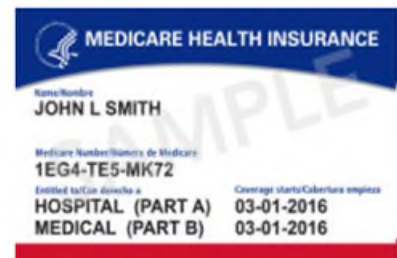 MEDICARE HEALTH INSURANCE
SAMPLE
Name/Nombre
JOHN L SMITH
Medicare Number/Número de Medicare
1EG4-TE5-MK72
Entitled to/Con derecho a Coverage starts/Cobertura empieza
HOSPITAL (PART A) 03-01-2016
MEDICAL (PART B) 03-01-2016